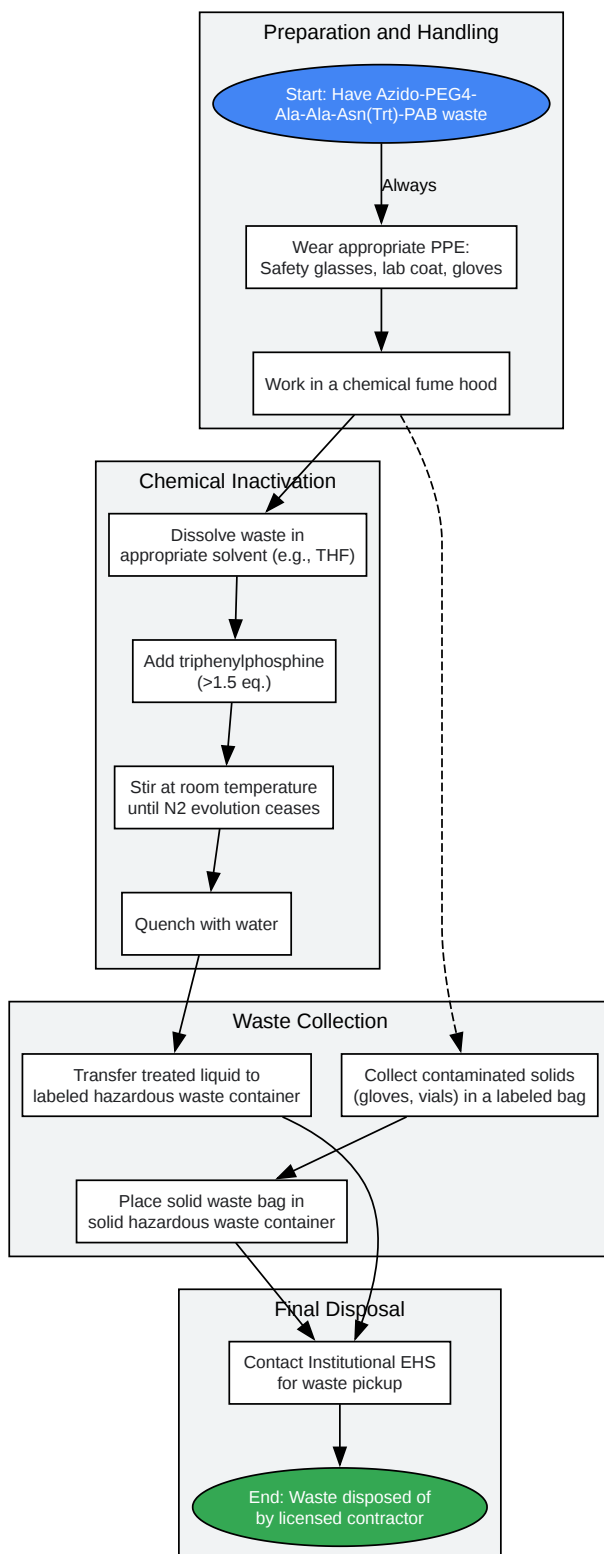 Preparation and Handling
Start: Have Azido-PEG4-
Ala-Ala-Asn(Trt)-PAB waste
Always
Wear appropriate PPE:
Safety glasses, lab coat, gloves
Work in a chemical fume hood
Chemical Inactivation
Dissolve waste in
appropriate solvent (e.g., THF)
Add triphenylphosphine
(>1.5 eq.)
Stir at room temperature
until N2 evolution ceases
Quench with water
Waste Collection
Transfer treated liquid to
labeled hazardous waste container
Collect contaminated solids
(gloves, vials) in a labeled bag
Place solid waste bag in
solid hazardous waste container
Final Disposal
Contact Institutional EHS
for waste pickup
End: Waste disposed of
by licensed contractor